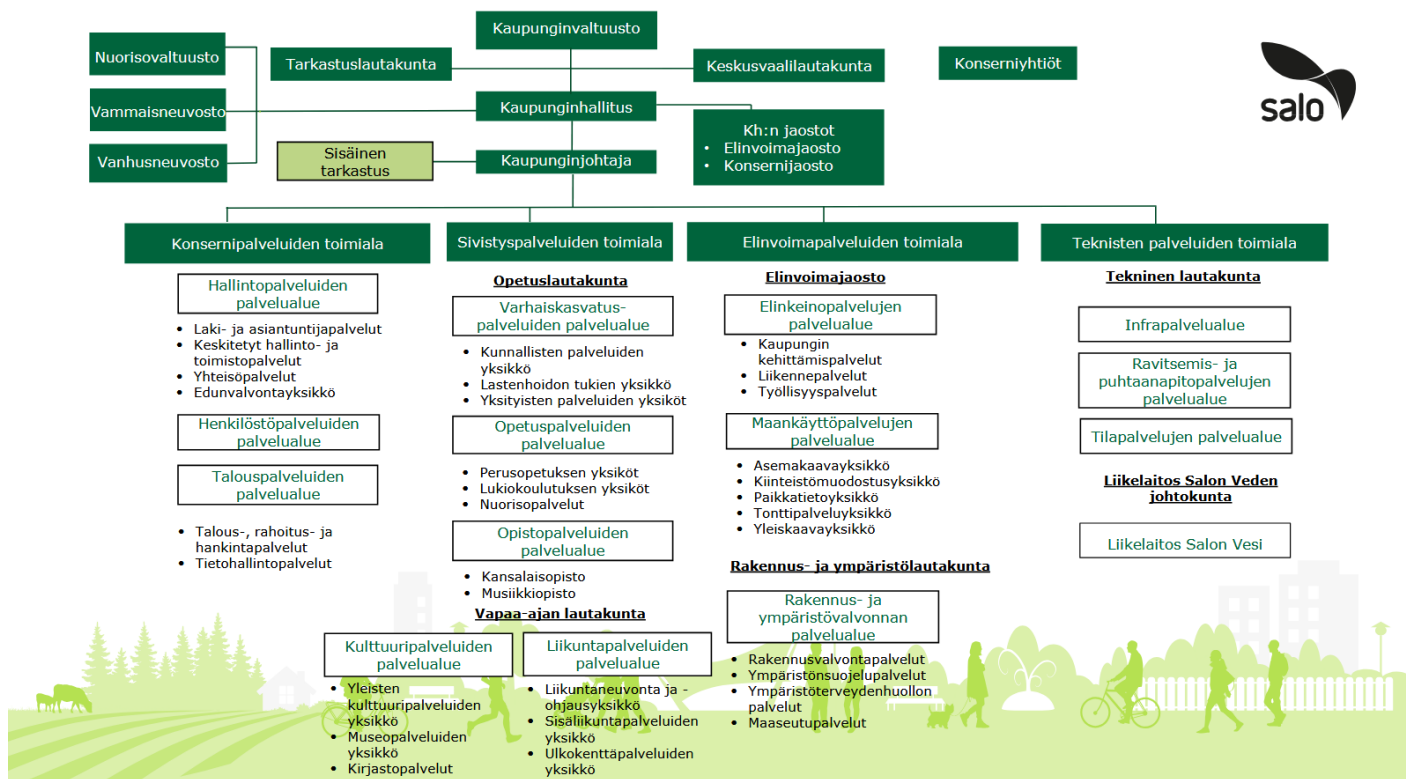 Kaupunginvaltuusto
Nuorisovaltuusto
Tarkastuslautakunta
Keskusvaalilautakunta
Konserniyhtiöt
salo
Vammaisneuvosto
Kaupunginhallitus
Kh:n jaostot
• Elinvoimajaosto
• Konsernijaosto
Vanhusneuvosto
Sisäinen
tarkastus
Kaupunginjohtaja
Konsernipalveluiden toimiala
Hallintopalveluiden
palvelualue
• Laki- ja asiantuntijapalvelut
• Keskitetyt hallinto- ja
toimistopalvelut
• Yhteisöpalvelut
• Edunvalvontayksikkö
Henkilöstöpalveluiden
palvelualue
Talouspalveluiden
palvelualue
• Talous-, rahoitus- ja
hankintapalvelut
• Tietohallintopalvelut
Sivistyspalveluiden toimiala
Opetuslautakunta
Varhaiskasvatus-
palveluiden palvelualue
• Kunnallisten palveluiden
yksikkö
• Lastenhoidon tukien yksikkö
• Yksityisten palveluiden yksiköt
Opetuspalveluiden
palvelualue
• Perusopetuksen yksiköt
• Lukiokoulutuksen yksiköt
• Nuorisopalvelut
Opistopalveluiden
palvelualue
• Kansalaisopisto
• Musiikkiopisto
Vapaa-ajan lautakunta
Kulttuuripalveluiden
palvelualue
• Yleisten
kulttuuripalveluiden
yksikkö
• Museopalveluiden
yksikkö
• Kirjastopalvelut
Liikuntapalveluiden
palvelualue
• Liikuntaneuvonta ja -
ohjausyksikkö
• Sisäliikuntapalveluiden
yksikkö
• Ulkokenttäpalveluiden
yksikkö
Elinvoimapalveluiden toimiala
Elinvoimajaosto
Elinkeinopalvelujen
palvelualue
• Kaupungin
kehittämispalvelut
• Liikennepalvelut
• Työllisyyspalvelut
Maankäyttöpalvelujen
palvelualue
• Asemakaavayksikkö
• Kiinteistömuodostusyksikkö
• Paikkatietoyksikkö
• Tonttipalveluyksikkö
• Yleiskaavayksikkö
Rakennus- ja ympäristölautakunta
Rakennus- ja
ympäristövalvonnan
palvelualue
• Rakennusvalvontapalvelut
• Ympäristönsuojelupalvelut
• Ympäristöterveydenhuollon
palvelut
• Maaseutupalvelut
Teknisten palveluiden toimiala
Tekninen lautakunta
Infrapalvelualue
Ravitsemis- ja
puhtaanapitopalvelujen
palvelualue
Tilapalvelujen palvelualue
Liikelaitos Salon Veden
johtokunta
Liikelaitos Salon Vesi